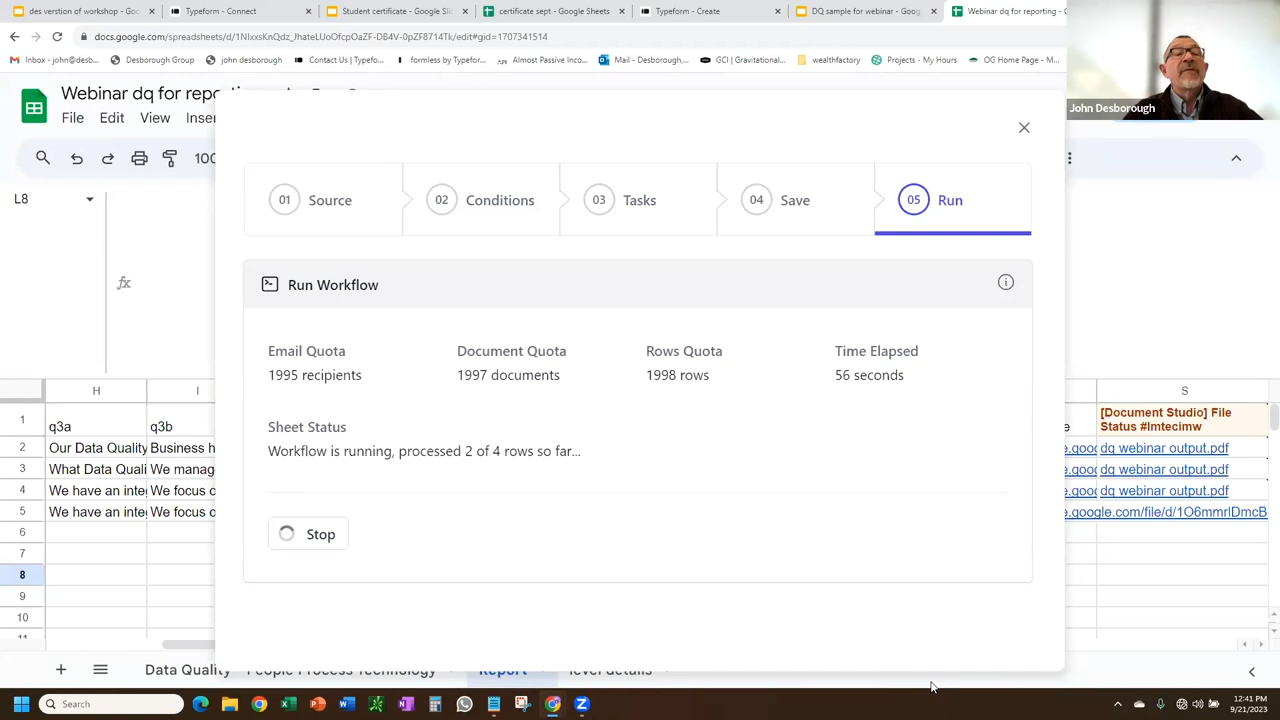 des version of workshop - Goog
Typeform - Connect
Student certificate - Google Slid
certificate sept - Google Sheets
Typeform - Create
DQ sample for webinar - Goog
Webinar dq for reporting - G
docs.google.com/spreadsheets/d/
Inbox - john@desb...
Desborough Group
john desborough
Contact Us | Typefo...
formless by Typefor...
Almost Passive Inco...
Mail - Desborough,...
GCI | Gravitational...
wealthfactory
Projects - My Hours
OG Home Page - M...
Webinar dq for
File
Edit
View
Inser
John Desborough
100
L8
fx
01 Source
02 Conditions
03 Tasks
04 Save
05 Run
Run Workflow
Email Quota
Document Quota
Rows Quota
Time Elapsed
1995 recipients
1997 documents
1998 rows
56 seconds
Sheet Status
Workflow is running, processed 2 of 4 rows so far...
Stop
H
I
S
1
q3a
q3b
[Document Studio] File
Status #lmtecimw
2
Our Data Quality
Business h
e.goog
dq webinar output.pdf
3
What Data Quali
We manag
e.goog
dq webinar output.pdf
4
We have an inte
We focus o
e.goog
dq webinar output.pdf
5
We have an inte
We focus o
e.google.com/file/d/1O6mmrlDmcB
6
7
8
9
10
11
Data Quality - People Process Technology
Report
level details
Search
12:41 PM
9/21/2023